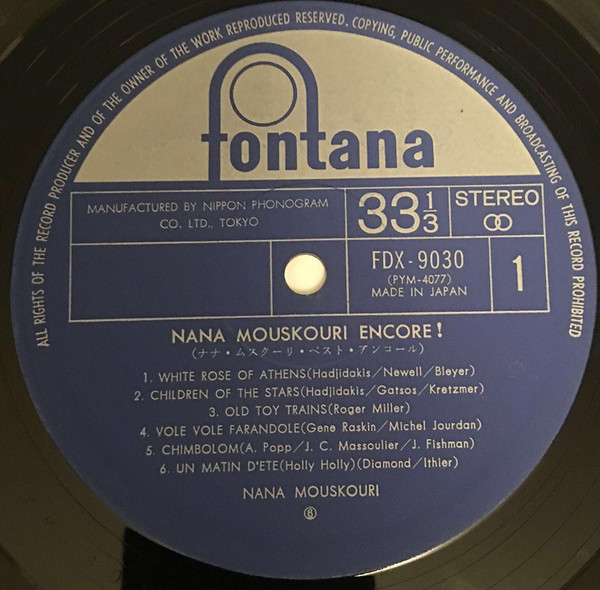 ALL RIGHTS OF THE RECORD PRODUCER AND OF THE OWNER OF THE WORK REPRODUCED RESERVED. COPYING, PUBLIC PERFORMANCE AND BROADCASTING OF THIS RECORD PROHIBITED
fontana
MANUFACTURED BY NIPPON PHONOGRAM
CO. LTD., TOKYO
33 1/3
STEREO
FDX-9030
(PYM-4077)
MADE IN JAPAN
1
NANA MOUSKOURI ENCORE!
(ナナ・ムスクーリ・ベスト・アンコール)
1. WHITE ROSE OF ATHENS(Hadjidakis/Newell/Bleyer)
2. CHILDREN OF THE STARS(Hadjidakis/Gatsos/Kretzmer)
3. OLD TOY TRAINS(Roger Miller)
4. VOLE VOLE FARANDOLE(Gene Raskin/Michel Jourdan)
5. CHIMBOLOM(A. Popp/J. C. Massoulier/J. Fishman)
6. UN MATIN D'ETE(Holly Holly)(Diamond/Ithier)
NANA MOUSKOURI
⑧